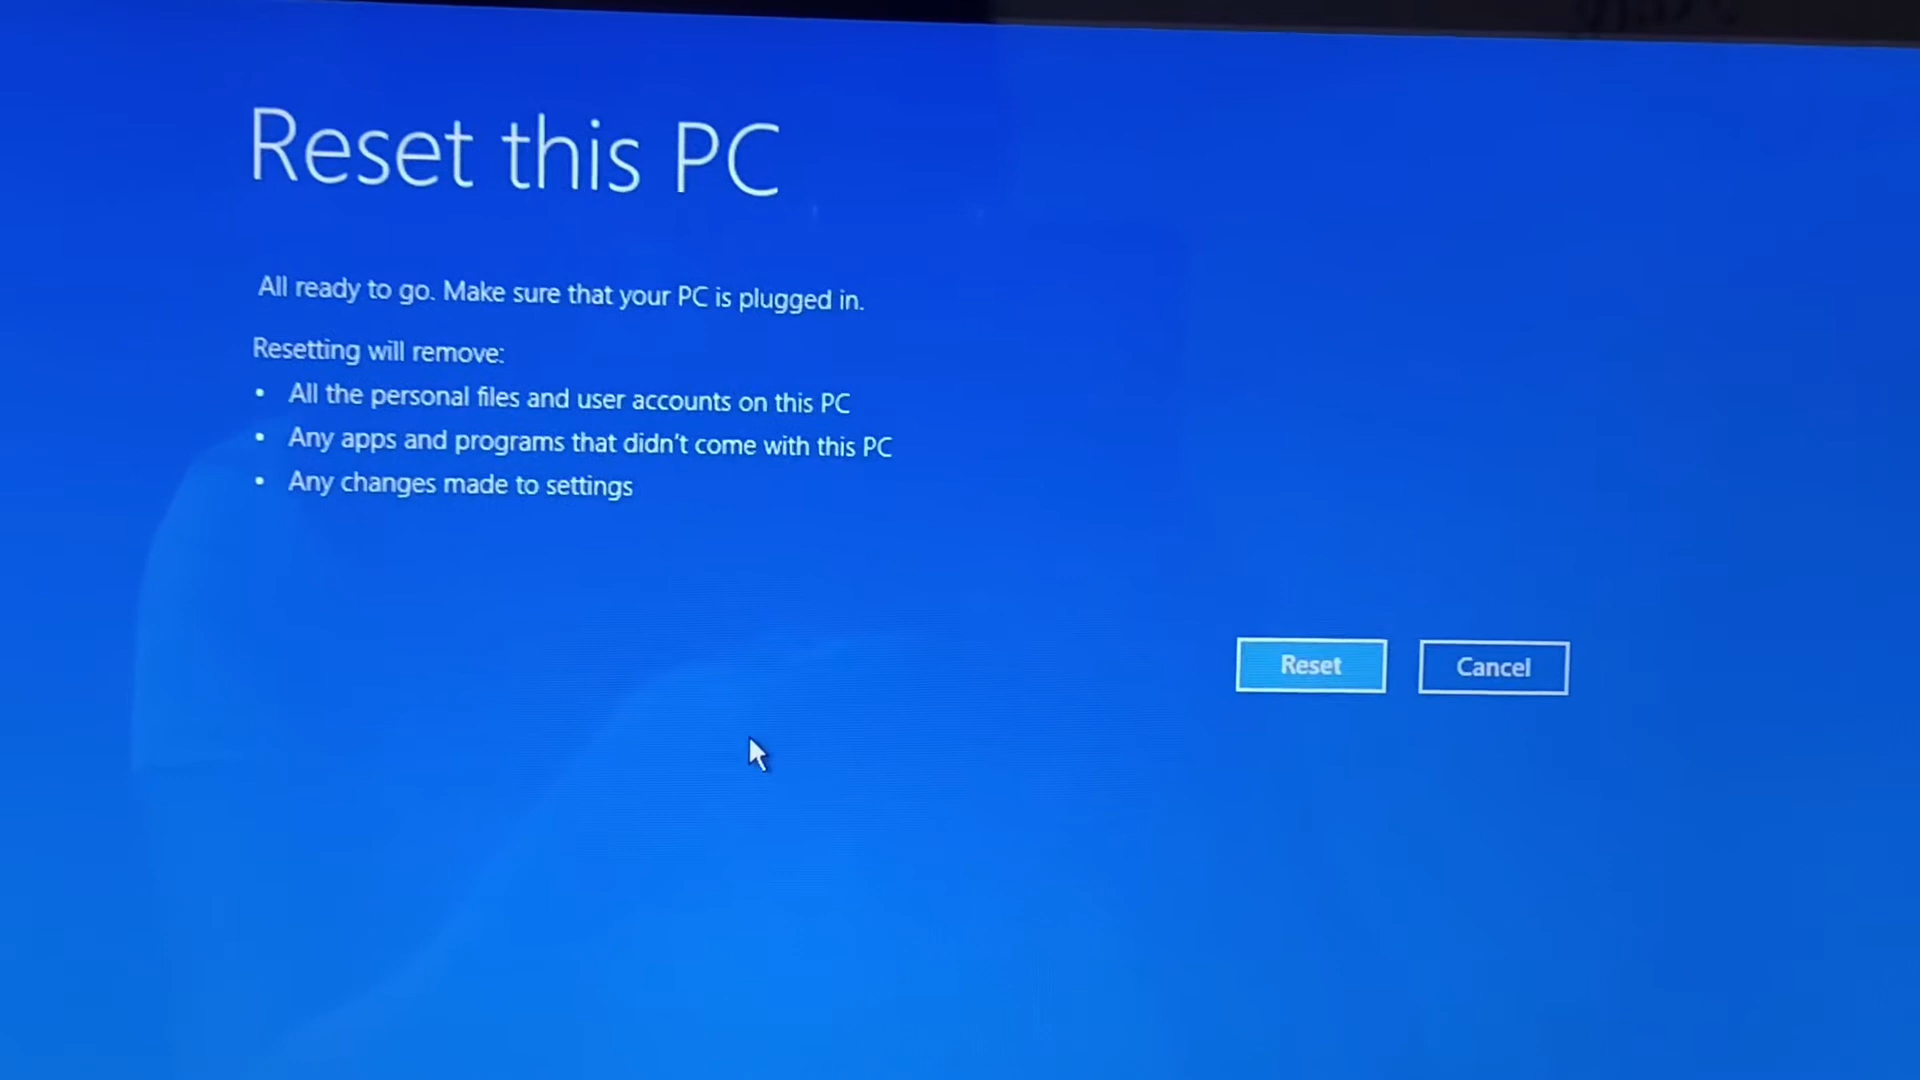 Reset this PC
All ready to go. Make sure that your PC is plugged in.
Resetting will remove:
• All the personal files and user accounts on this PC
• Any apps and programs that didn't come with this PC
• Any changes made to settings
Reset Cancel